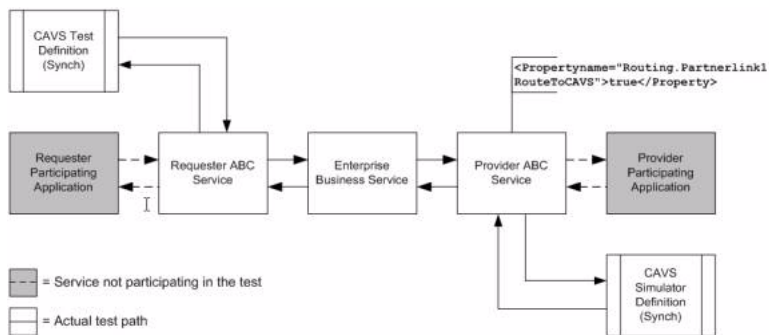 CAVS Test
Definition
(Synch)
<Propertyname="Routing.Partnerlink1
RouteToCAVS">true</Property>
Requester
Participating
Application
Requester ABC
Service
Enterprise
Business Service
Provider ABC
Service
Provider
Participating
Application
= Service not participating in the test
= Actual test path
CAVS
Simulator
Definition
(Synch)